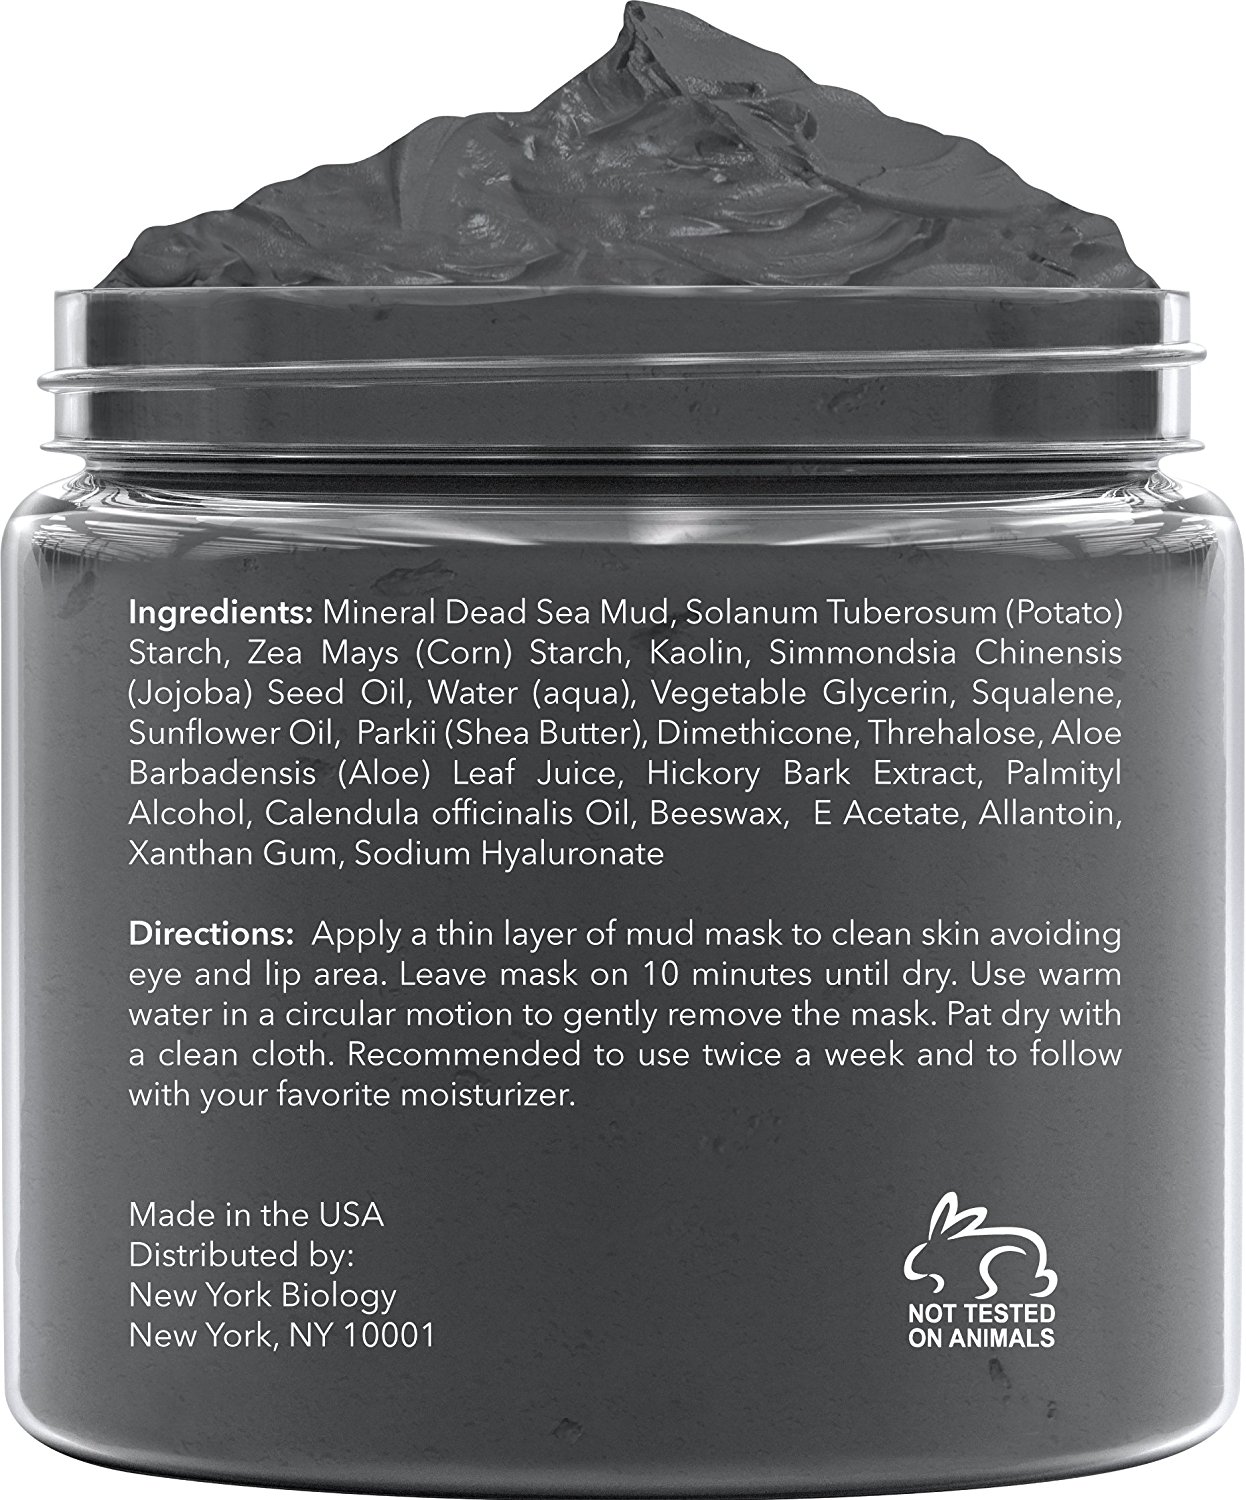 Ingredients: Mineral Dead Sea Mud, Solanum Tuberosum (Potato)
Starch, Zea Mays (Corn) Starch, Kaolin, Simmondsia Chinensis
(Jojoba) Seed Oil, Water (aqua), Vegetable Glycerin, Squalene,
Sunflower Oil, Parkii (Shea Butter), Dimethicone, Threhalose, Aloe
Barbadensis (Aloe) Leaf Juice, Hickory Bark Extract, Palmityl
Alcohol, Calendula officinalis Oil, Beeswax, E Acetate, Allantoin,
Xanthan Gum, Sodium Hyaluronate
Directions: Apply a thin layer of mud mask to clean skin avoiding
eye and lip area. Leave mask on 10 minutes until dry. Use warm
water in a circular motion to gently remove the mask. Pat dry with
a clean cloth. Recommended to use twice a week and to follow
with your favorite moisturizer.
Made in the USA
Distributed by:
New York Biology
New York, NY 10001
NOT TESTED
ON ANIMALS